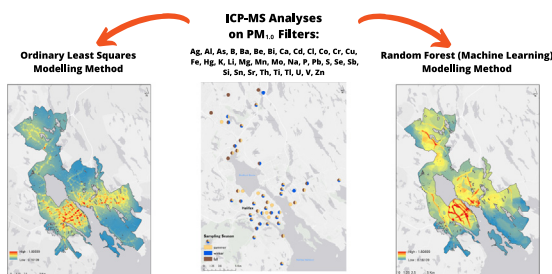 ICP-MS Analyses
on PM1.0 Filters:
Ag, Al, As, B, Ba, Be, Bi, Ca, Cd, Cl, Co, Cr, Cu,
Fe, Hg, K, Li, Mg, Mn, Mo, Na, P, Pb, S, Se, Sb,
Si, Sn, Sr, Th, Ti, Tl, U, V, Zn
Ordinary Least Squares
Modelling Method
Random Forest (Machine Learning)
Modelling Method
Halifax
Sampling Season
summer
winter
fall